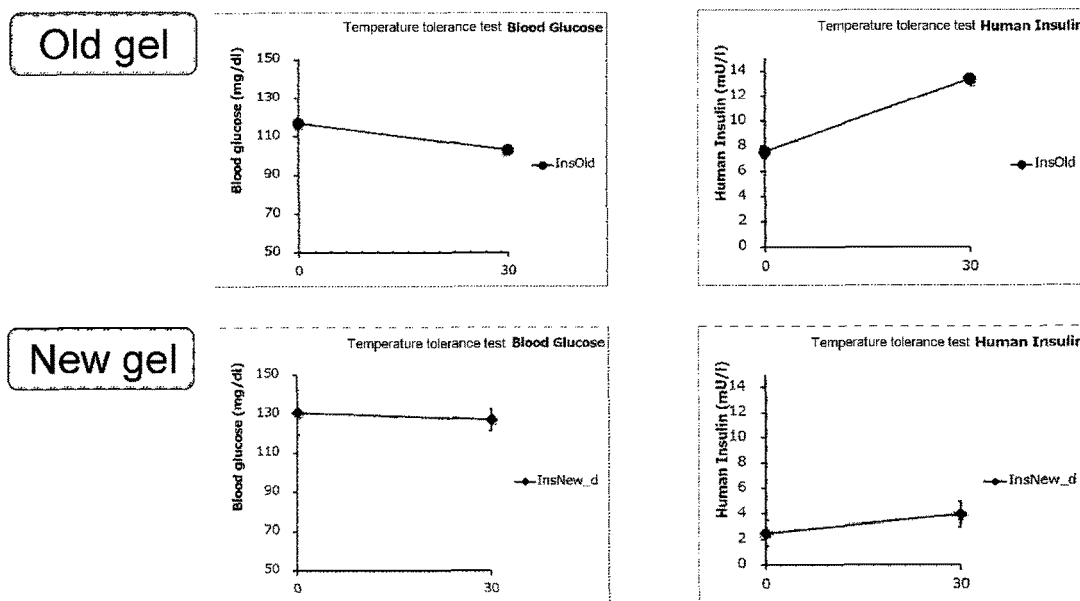 Old gel
Temperature tolerance test Blood Glucose
Blood glucose (mg/dl)
150
130
110
90
70
50
0
30
InsOld
Temperature tolerance test Human Insulin
Human Insulin (mU/l)
14
12
10
8
6
4
2
0
0
30
InsOld
New gel
Temperature tolerance test Blood Glucose
Blood glucose (mg/dl)
150
130
110
90
70
50
0
30
InsNew_d
Temperature tolerance test Human Insulin
Human Insulin (mU/l)
14
12
10
8
6
4
2
0
0
30
InsNew_d